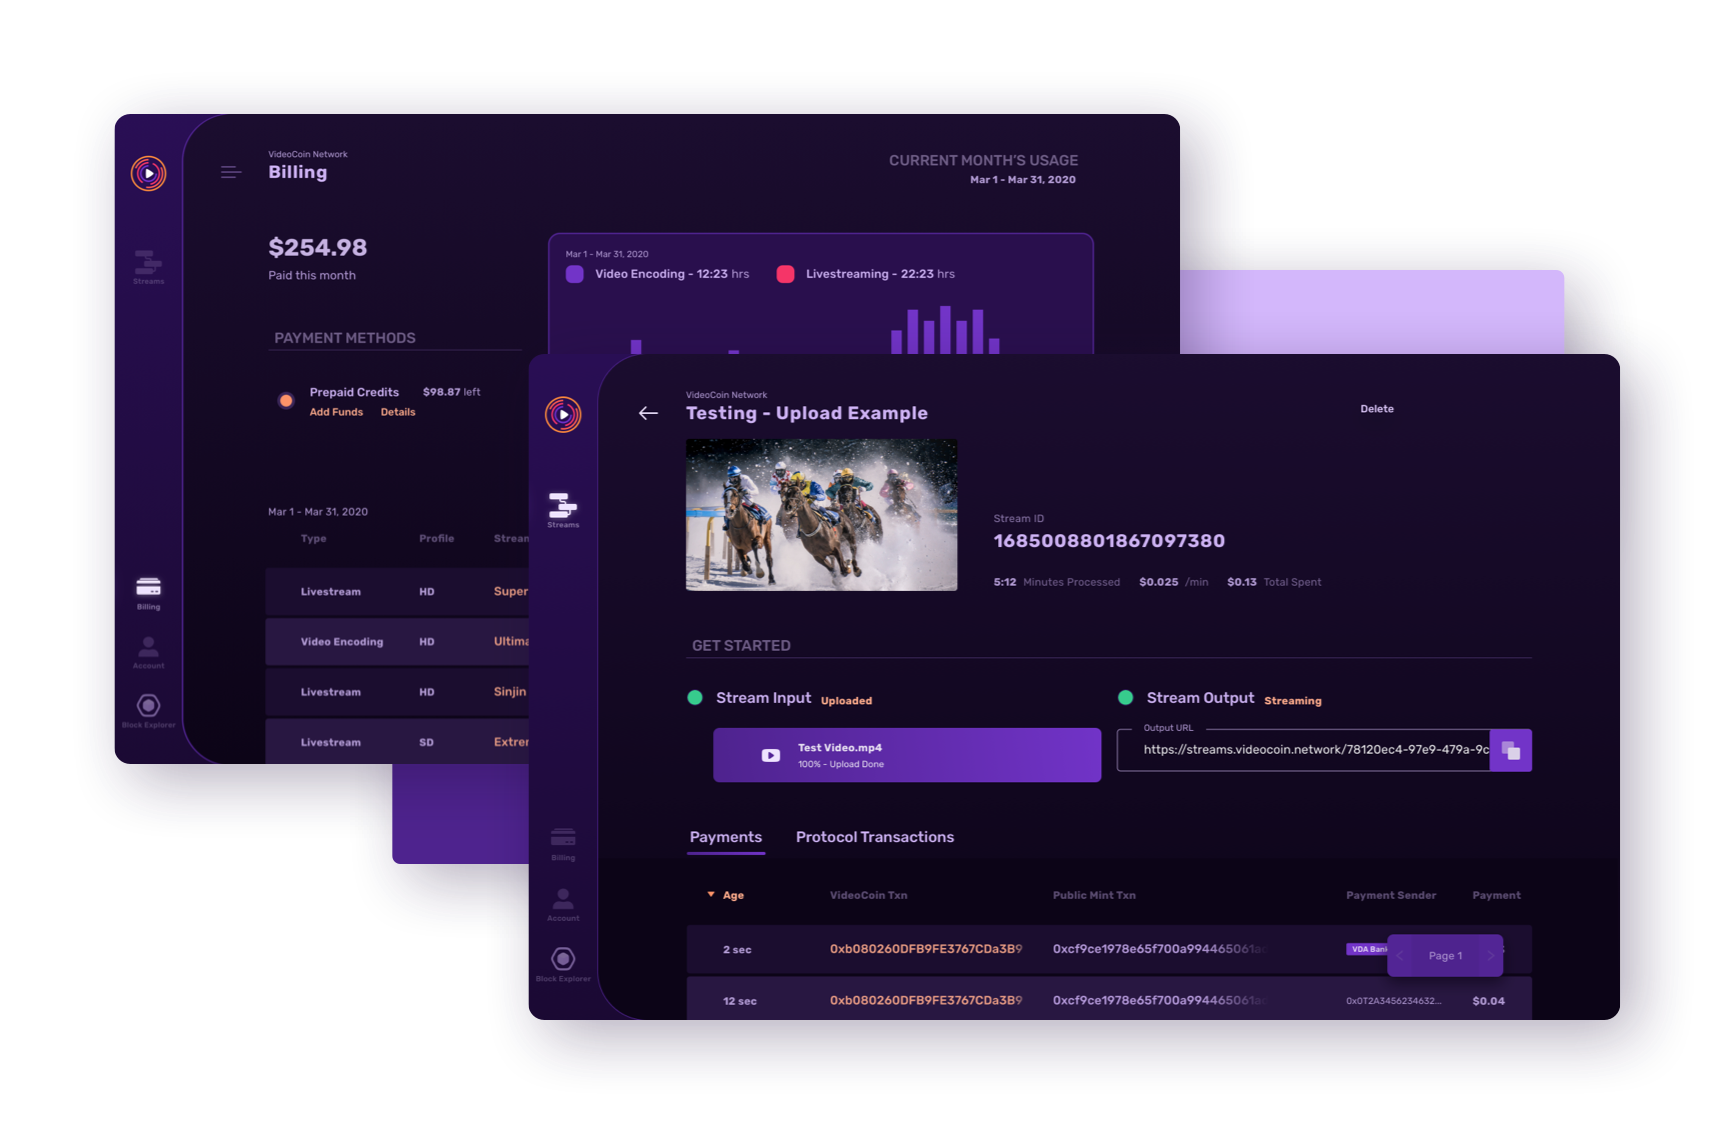 VideoCoin Network
Billing
CURRENT MONTH'S USAGE
Mar 1 - Mar 31, 2020
Streams
$254.98
Paid this month
Mar 1 - Mar 31, 2020
Video Encoding - 12:23 hrs
Livestreaming - 22:23 hrs
PAYMENT METHODS
Prepaid Credits $98.87 left
Add Funds Details
Mar 1 - Mar 31, 2020
Type Profile
Livestream HD Super
Video Encoding HD
Livestream HD Sinjin
Livestream SD
Billing
Account
Block Explorer
VideoCoin Network
Testing - Upload Example
Delete
Streams
Stream ID
1685008801867097380
5:12 Minutes Processed $0.025 /min $0.13 Total Spent
GET STARTED
Stream Input Uploaded
Stream Output Streaming
Test Video.mp4
100% - Upload Done
Output URL
https://streams.videocoin.network/78120ec4-97e9-479a-9c
Payments Protocol Transactions
Age VideoCoin Txn Public Mint Txn Payment Sender Payment
2 sec 0xb080260DFB9FE3767CDa3B9 0xcf9ce1978e65f700a994465061a VDA
Page 1
12 sec 0xb080260DFB9FE3767CDa3B9 0xcf9ce1978e65f700a994465061a 0x0T2A3456234632... $0.04
Billing
Account
Block Explorer